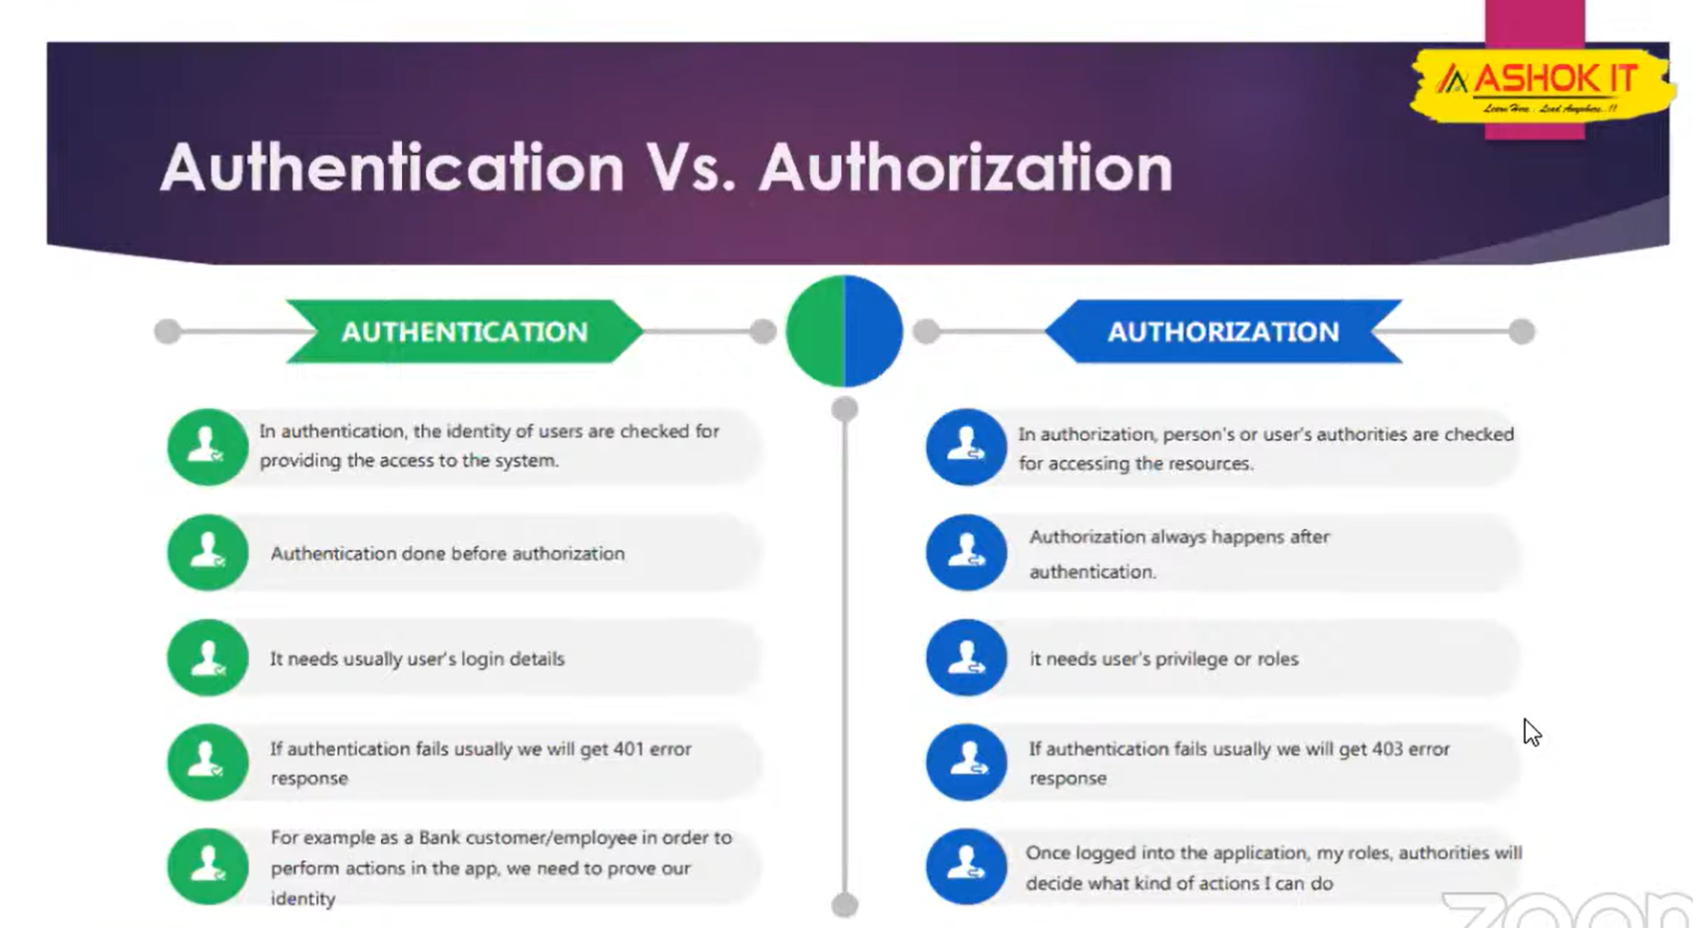 ASHOK IT
Learn Here.. Lead Anywhere..!!
Authentication Vs. Authorization
AUTHENTICATION
In authentication, the identity of users are checked for
providing the access to the system.
Authentication done before authorization
It needs usually user's login details
If authentication fails usually we will get 401 error
response
For example as a Bank customer/employee in order to
perform actions in the app, we need to prove our
identity
AUTHORIZATION
In authorization, person's or user's authorities are checked
for accessing the resources.
Authorization always happens after
authentication.
it needs user's privilege or roles
If authentication fails usually we will get 403 error
response
Once logged into the application, my roles, authorities will
decide what kind of actions I can do
zoom